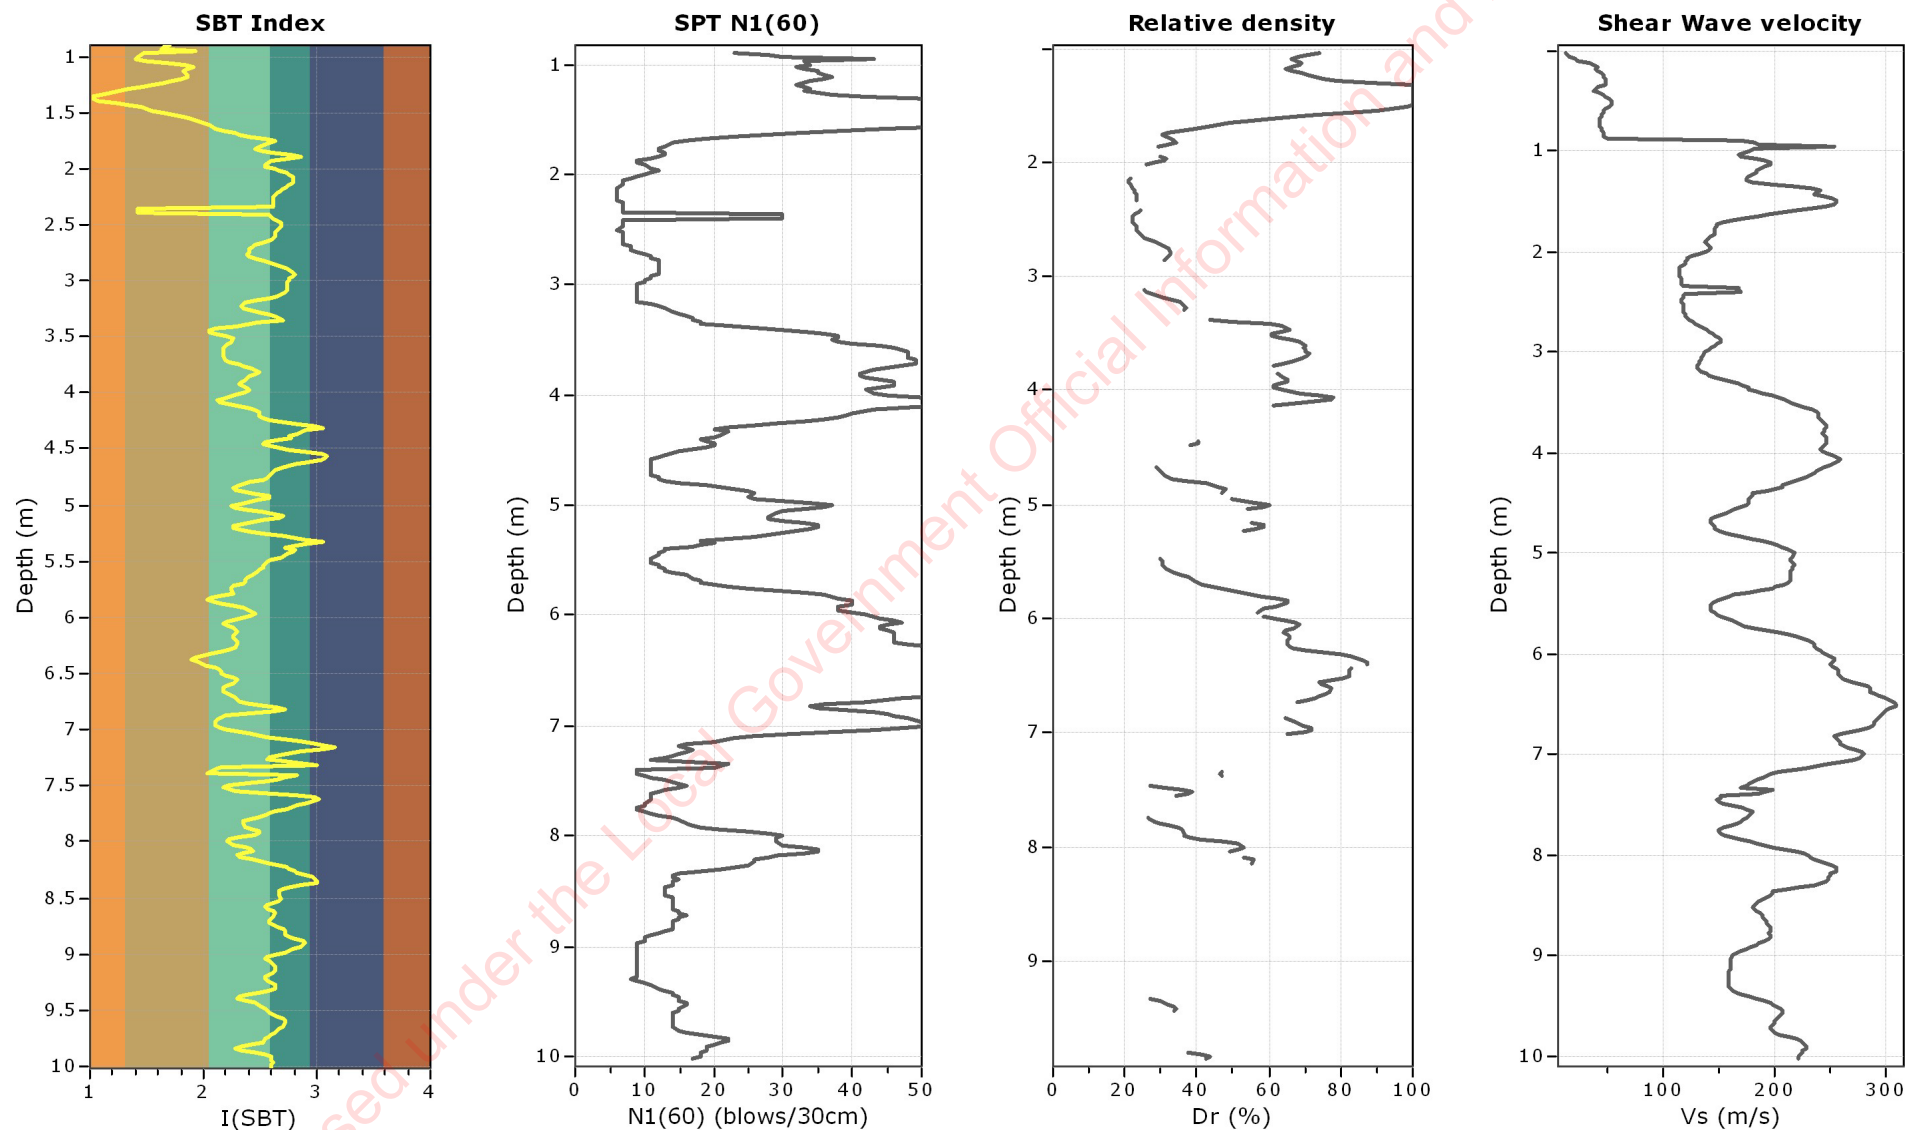 SBT Index
1
1.5
2
2.5
3
3.5
4
4.5
5
5.5
6
6.5
7
7.5
8
8.5
9
9.5
10
Depth (m)
1 2 3 4
I(SBT)
SPT N1(60)
1
2
3
4
5
6
7
8
9
10
Depth (m)
0 10 20 30 40 50
N1(60) (blows/30cm)
Relative density
2
3
4
5
6
7
8
9
Depth (m)
0 20 40 60 80 100
Dr (%)
Shear Wave velocity
1
2
3
4
5
6
7
8
9
10
Depth (m)
100 200 300
Vs (m/s)
sed under the Local Government Official Information and